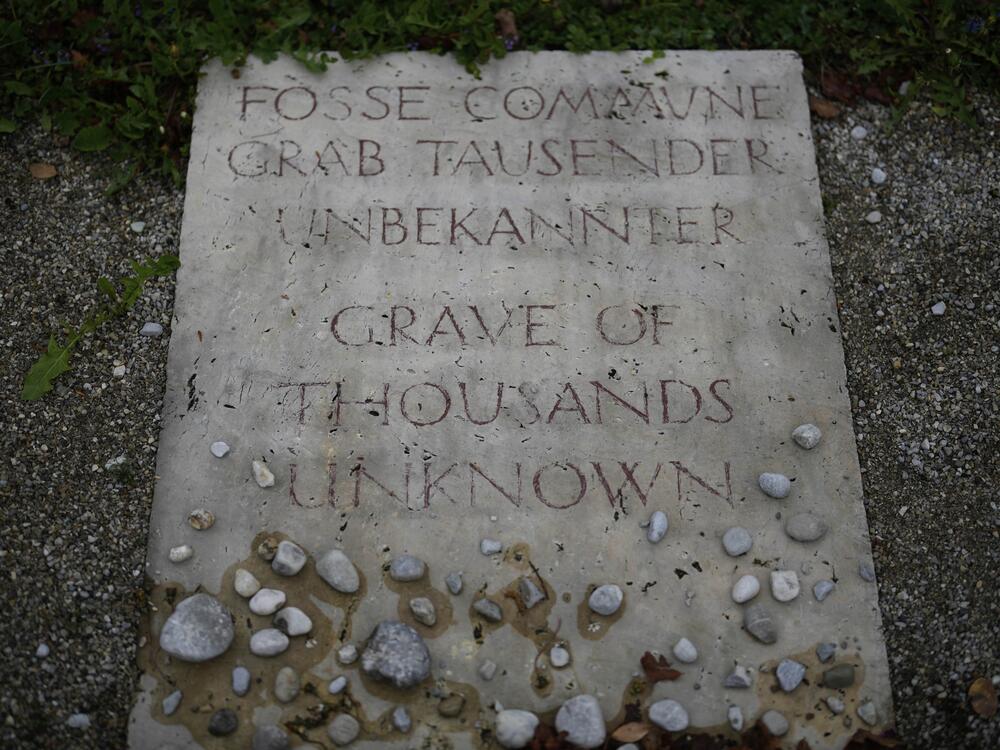 FOSSE COMMUNE
GRAB TAUSENDER
UNBEKANNTER
GRAVE OF
THOUSANDS
UNKNOWN